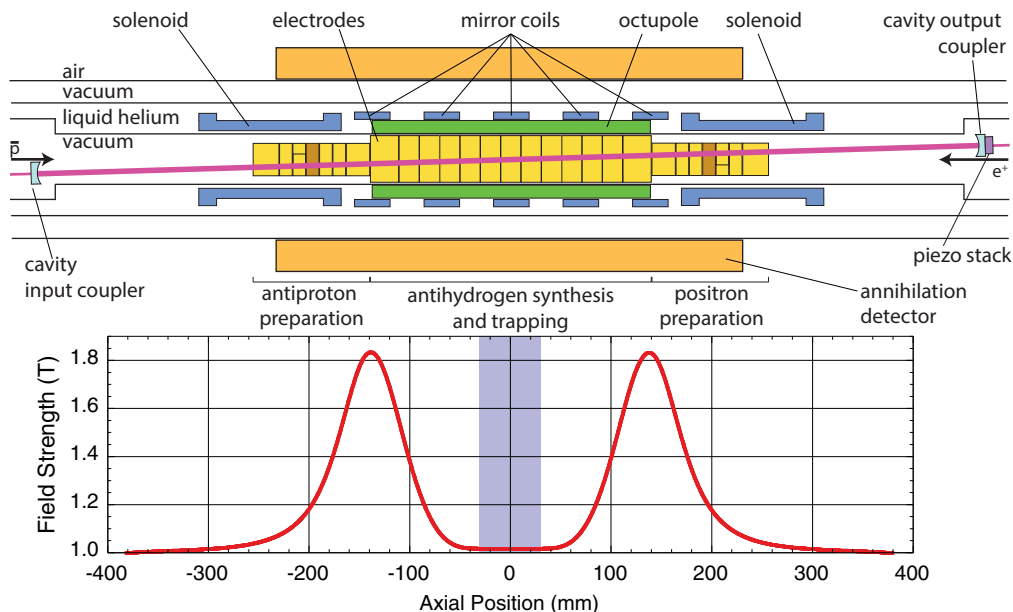 solenoid
electrodes
mirror coils
octupole
solenoid
cavity output
coupler
air
vacuum
liquid helium
vacuum
p̅
e⁺
cavity
input coupler
piezo stack
antiproton
preparation
antihydrogen synthesis
and trapping
positron
preparation
annihilation
detector
Field Strength (T)
1.8
1.6
1.4
1.2
1.0
-400
-300
-200
-100
0
100
200
300
400
Axial Position (mm)